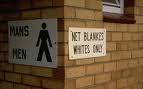 MANS
MEN
NET BLANKES
WHITES ONLY